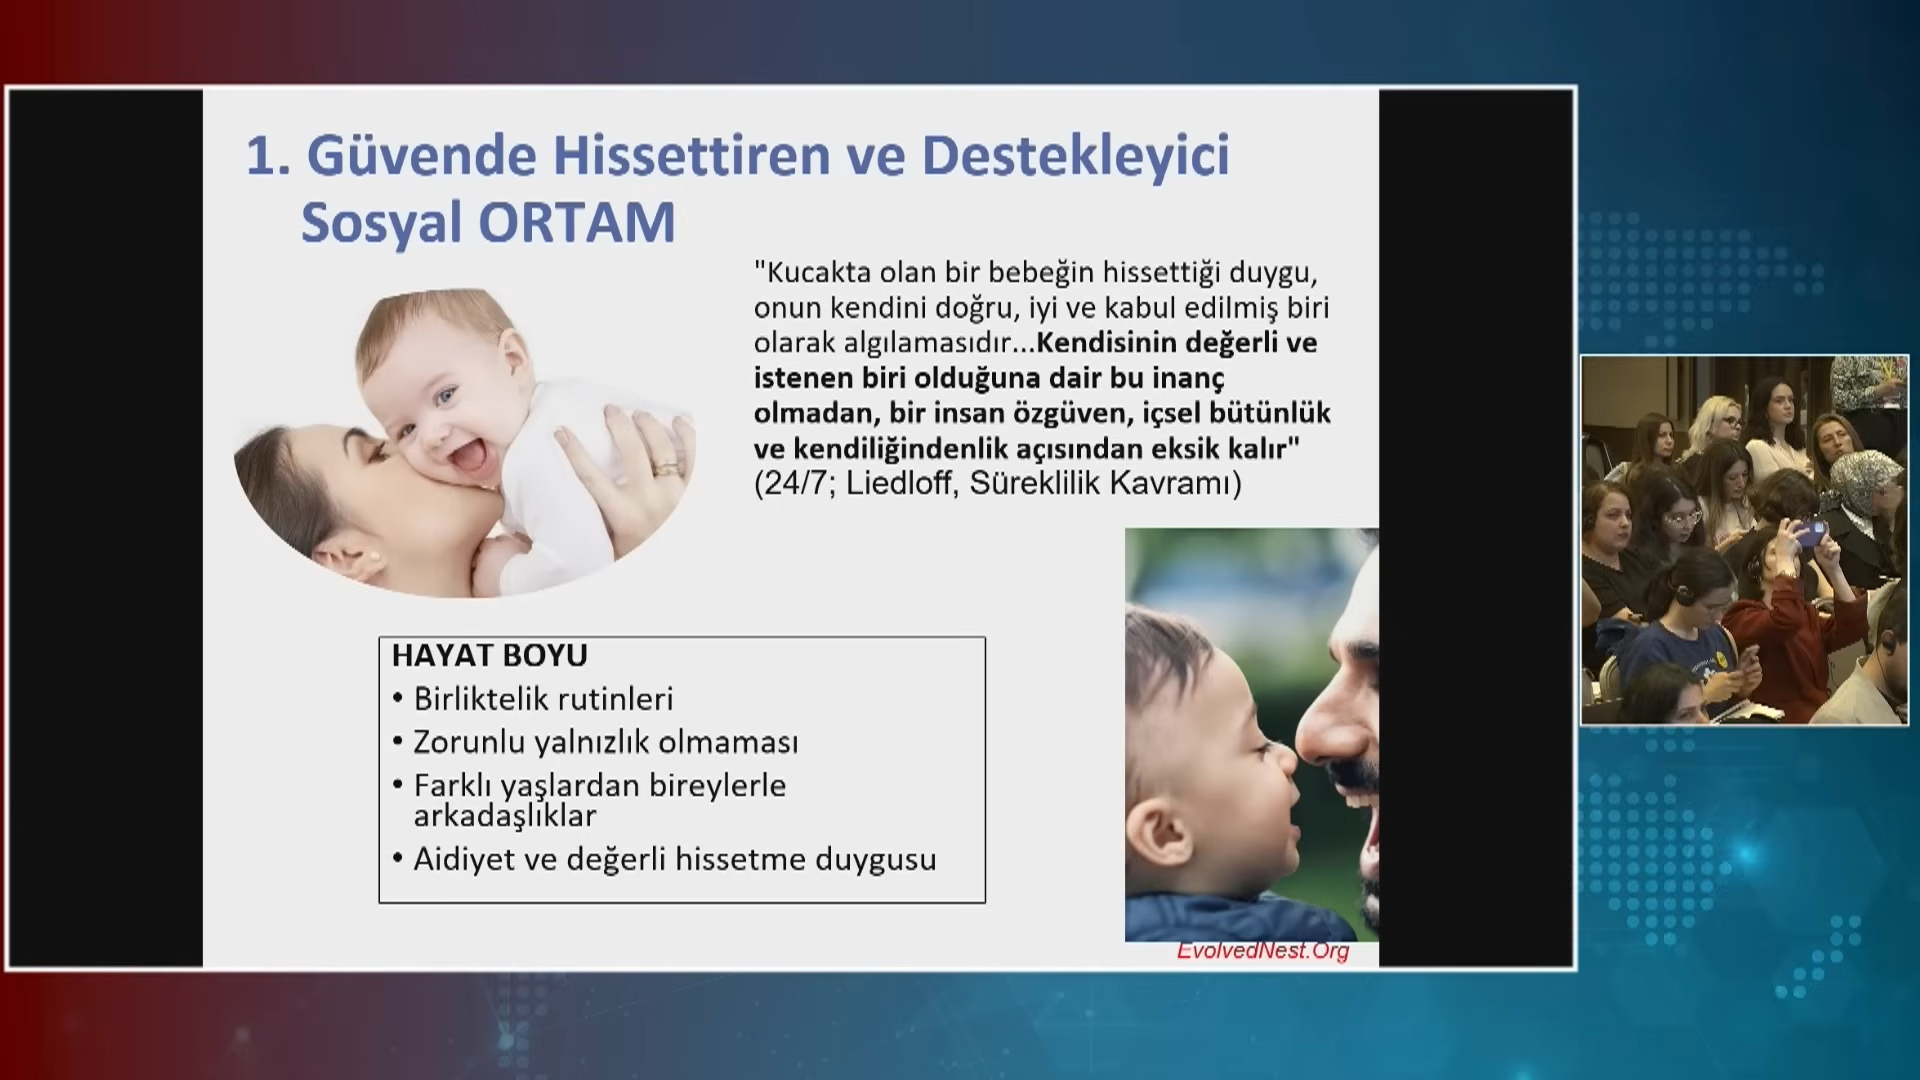 1. Güvende Hissettiren ve Destekleyici
Sosyal ORTAM
"Kucakta olan bir bebeğin hissettiği duygu,
onun kendini doğru, iyi ve kabul edilmiş biri
olarak algılamasıdır...Kendisinin değerli ve
istenen biri olduğuna dair bu inanç
olmadan, bir insan özgüven, içsel bütünlük
ve kendiliğindenlik açısından eksik kalır"
(24/7; Liedloff, Süreklilik Kavramı)
HAYAT BOYU
• Birliktelik rutinleri
• Zorunlu yalnızlık olmaması
• Farklı yaşlardan bireylerle
arkadaşlıklar
• Aidiyet ve değerli hissetme duygusu
EvolvedNest.Org